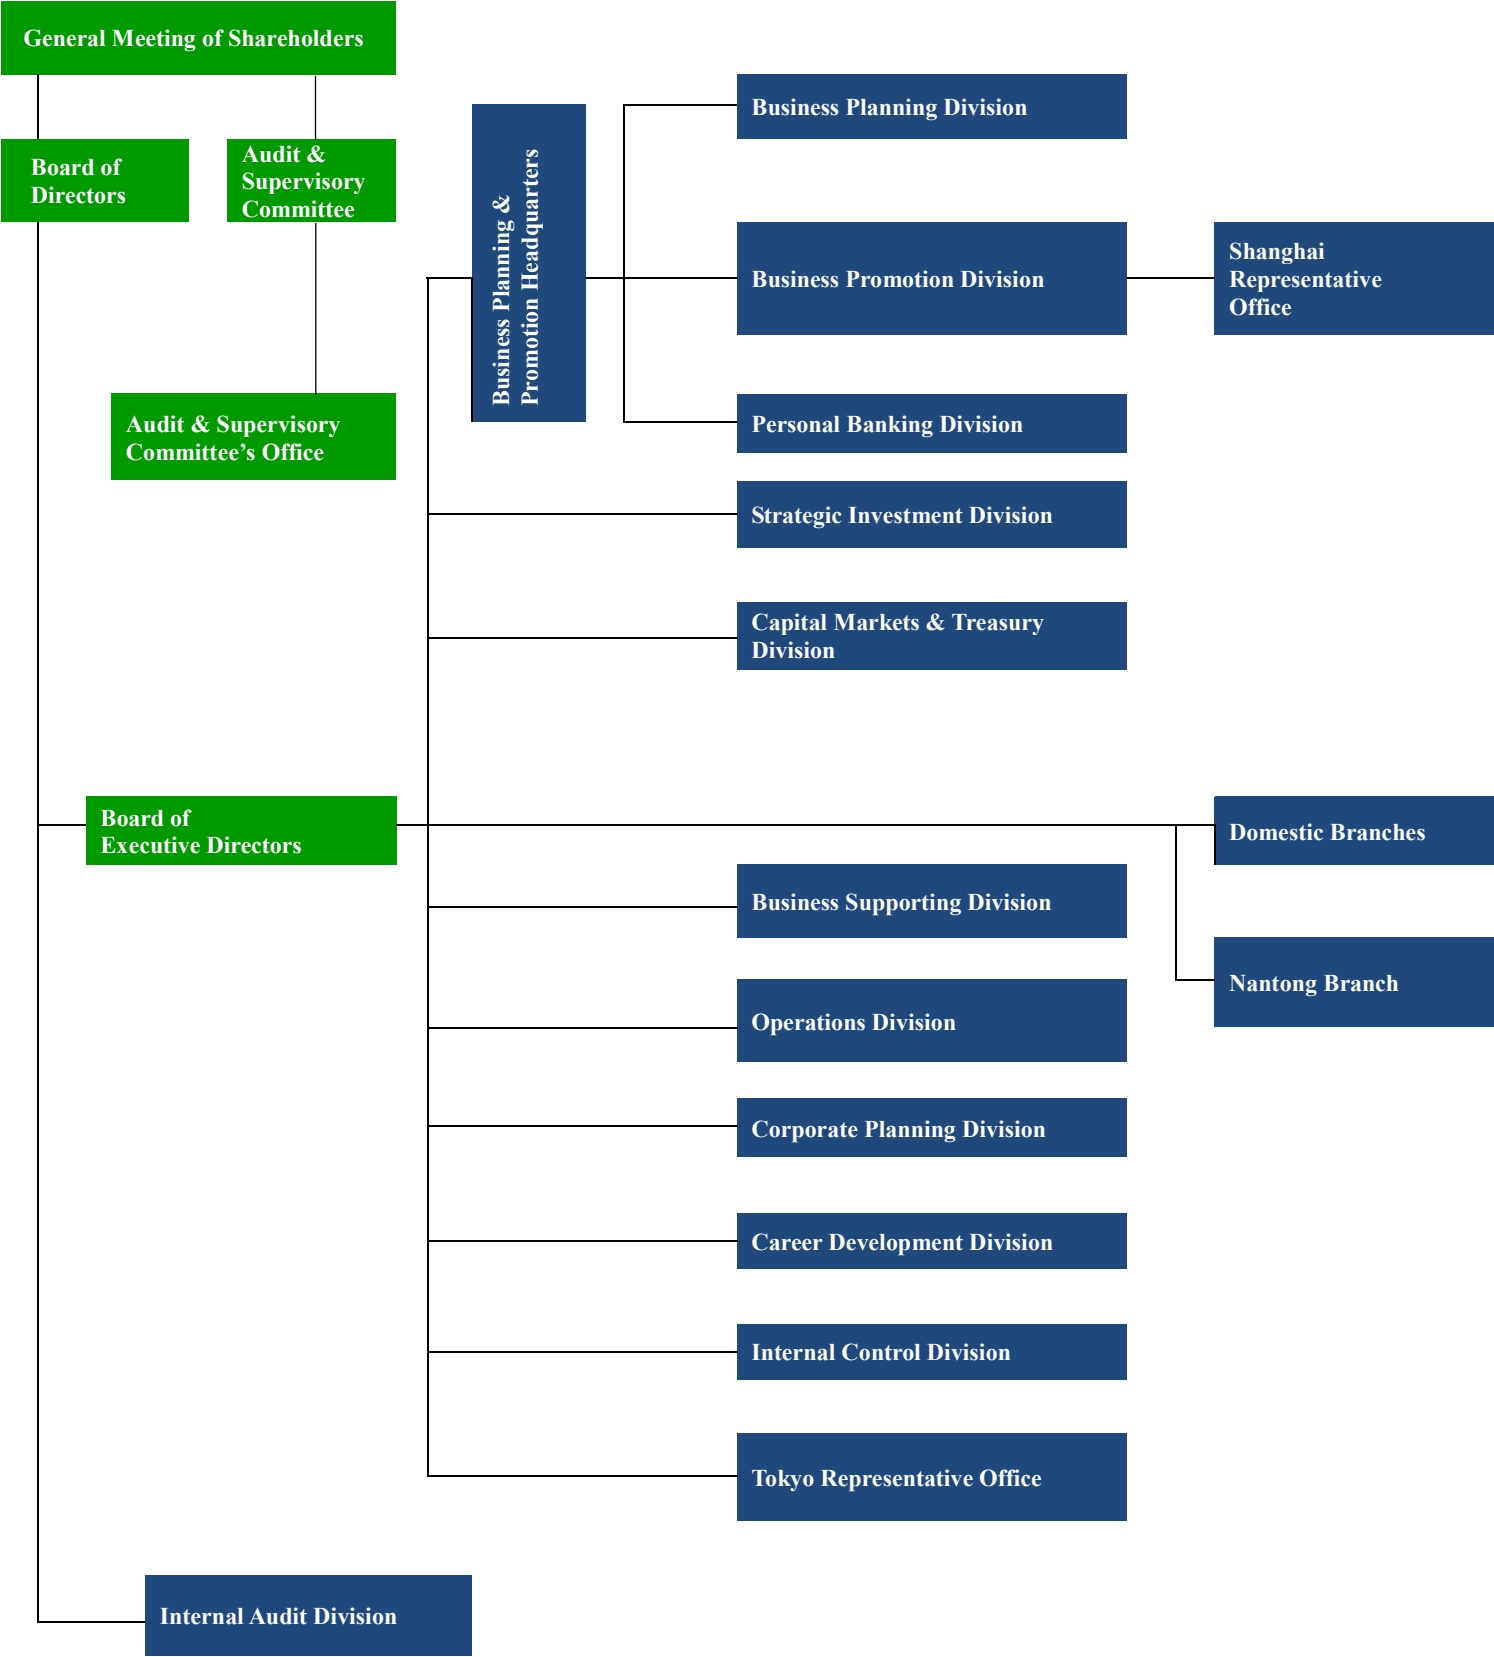 General Meeting of Shareholders
Board of
Directors
Audit &
Supervisory
Committee
Audit & Supervisory
Committee’s Office
Business Planning &
Promotion Headquarters
Business Planning Division
Business Promotion Division
Shanghai
Representative
Office
Personal Banking Division
Strategic Investment Division
Capital Markets & Treasury
Division
Board of
Executive Directors
Domestic Branches
Business Supporting Division
Nantong Branch
Operations Division
Corporate Planning Division
Career Development Division
Internal Control Division
Tokyo Representative Office
Internal Audit Division